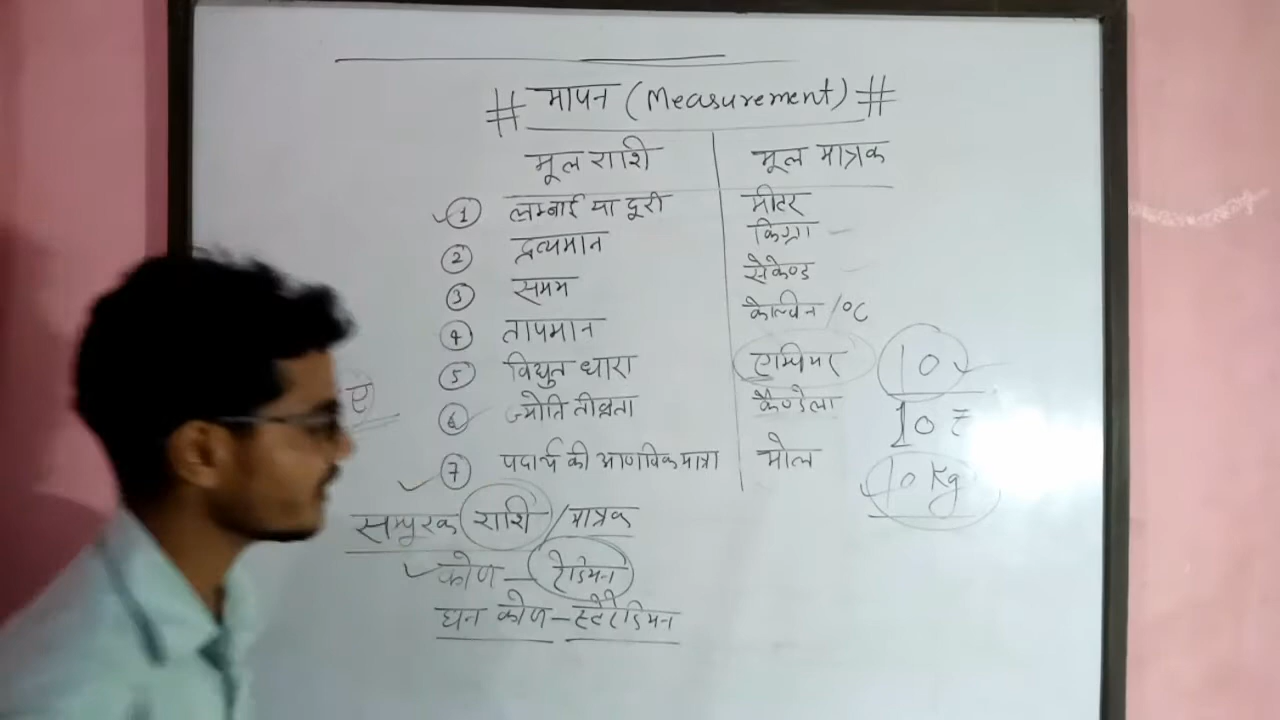 # मापन (Measurement) #
मूल राशि मूल मात्रक
1 लम्बाई या दूरी मीटर
2 द्रव्यमान किग्रा
3 समय सेकेण्ड
4 तापमान केल्विन /°C
5 विद्युत धारा एम्पियर 10
6 ज्योति तीव्रता कैण्डेला 10₹
7 पदार्थ की आणविक मात्रा मोल 10 Kg
ए
सम्पुरक राशि / मात्रक
कोण – रेडियन
घन कोण – स्टेरेडियन